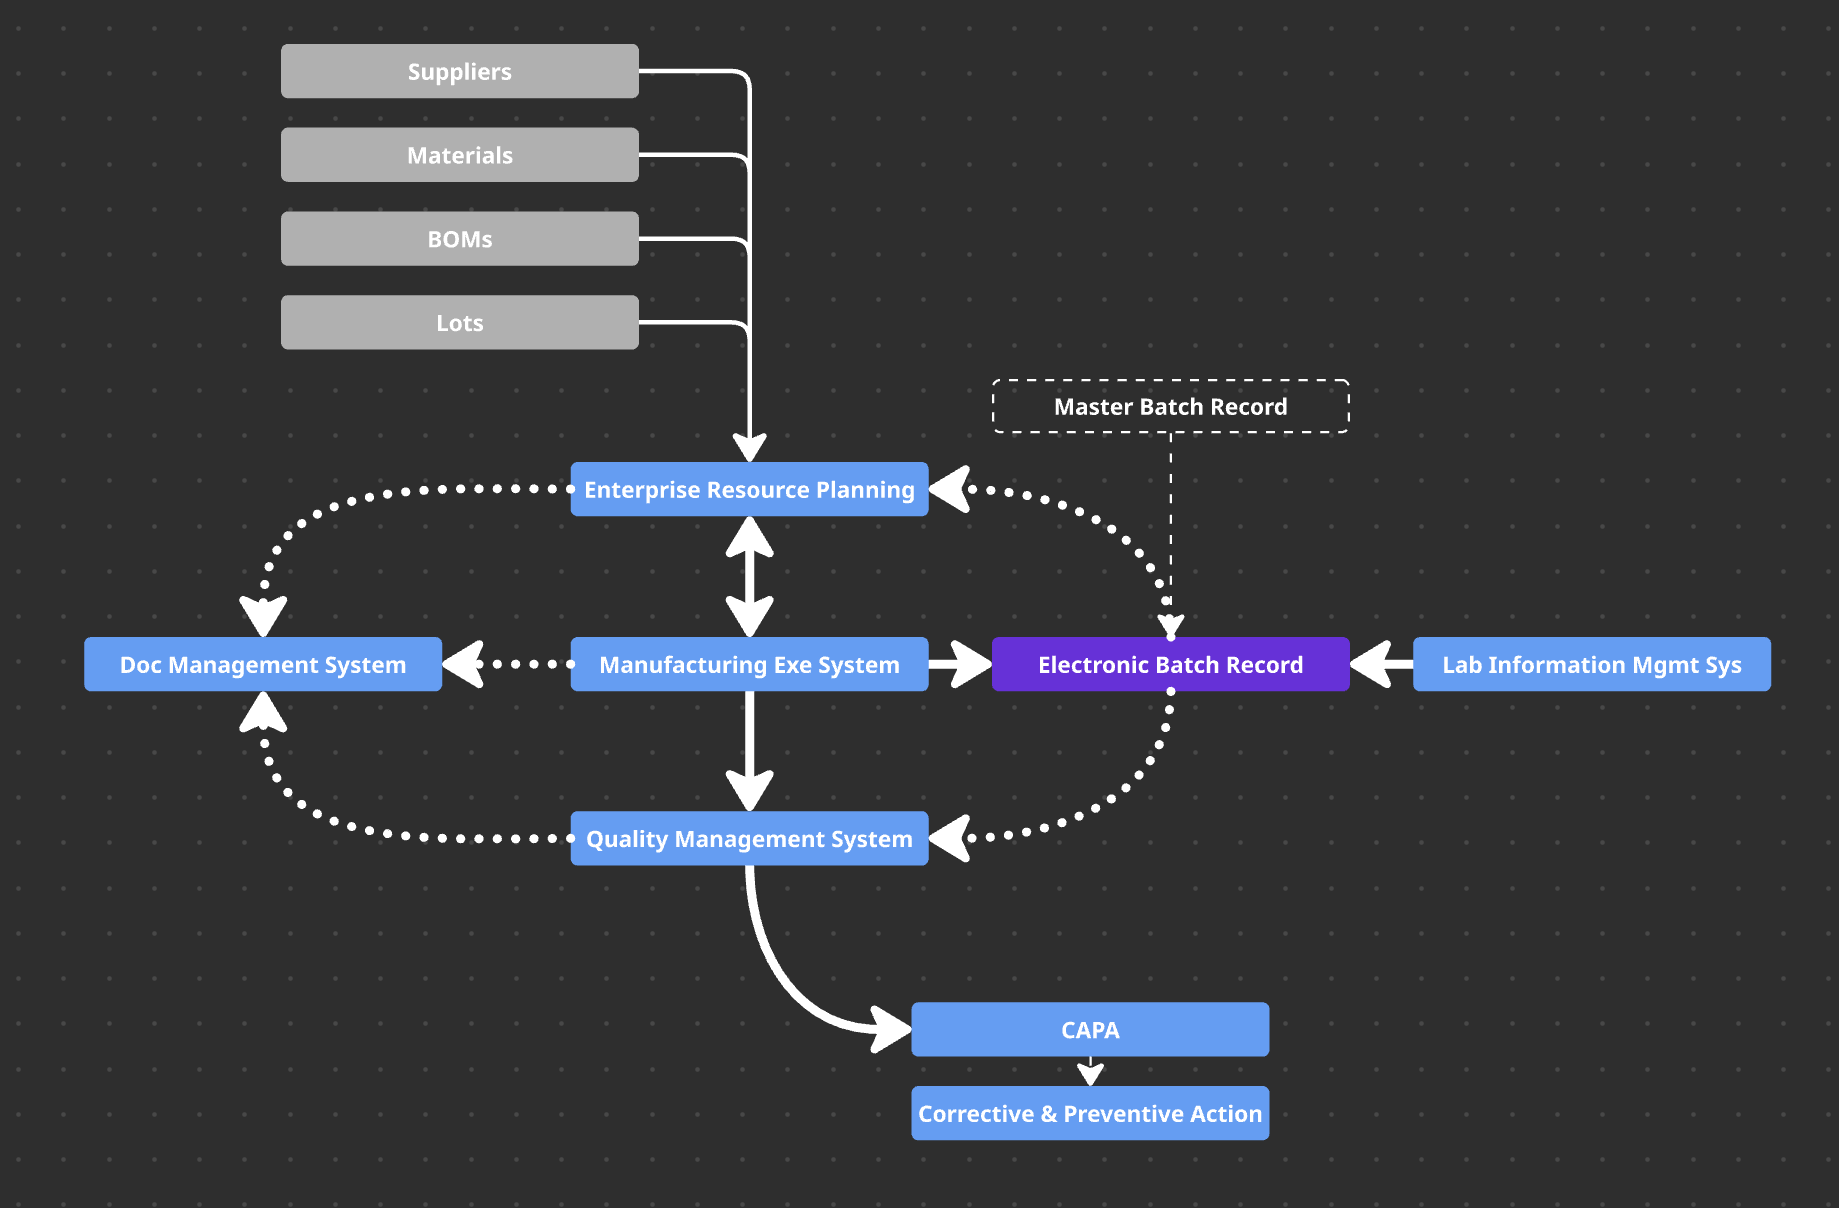 Suppliers
Materials
BOMs
Lots
Master Batch Record
Enterprise Resource Planning
Doc Management System
Manufacturing Exe System
Electronic Batch Record
Lab Information Mgmt Sys
Quality Management System
CAPA
Corrective & Preventive Action